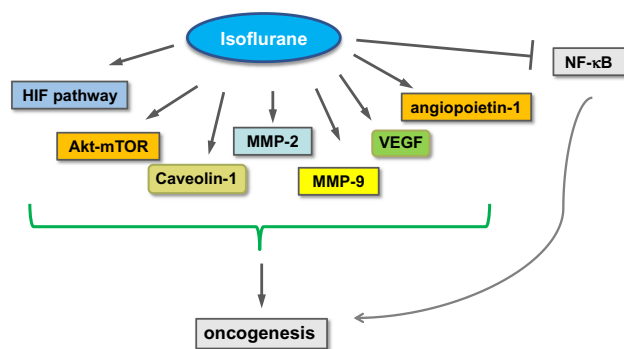 Isoflurane
NF-κB
HIF pathway
angiopoietin-1
Akt-mTOR
MMP-2
VEGF
Caveolin-1
MMP-9
oncogenesis